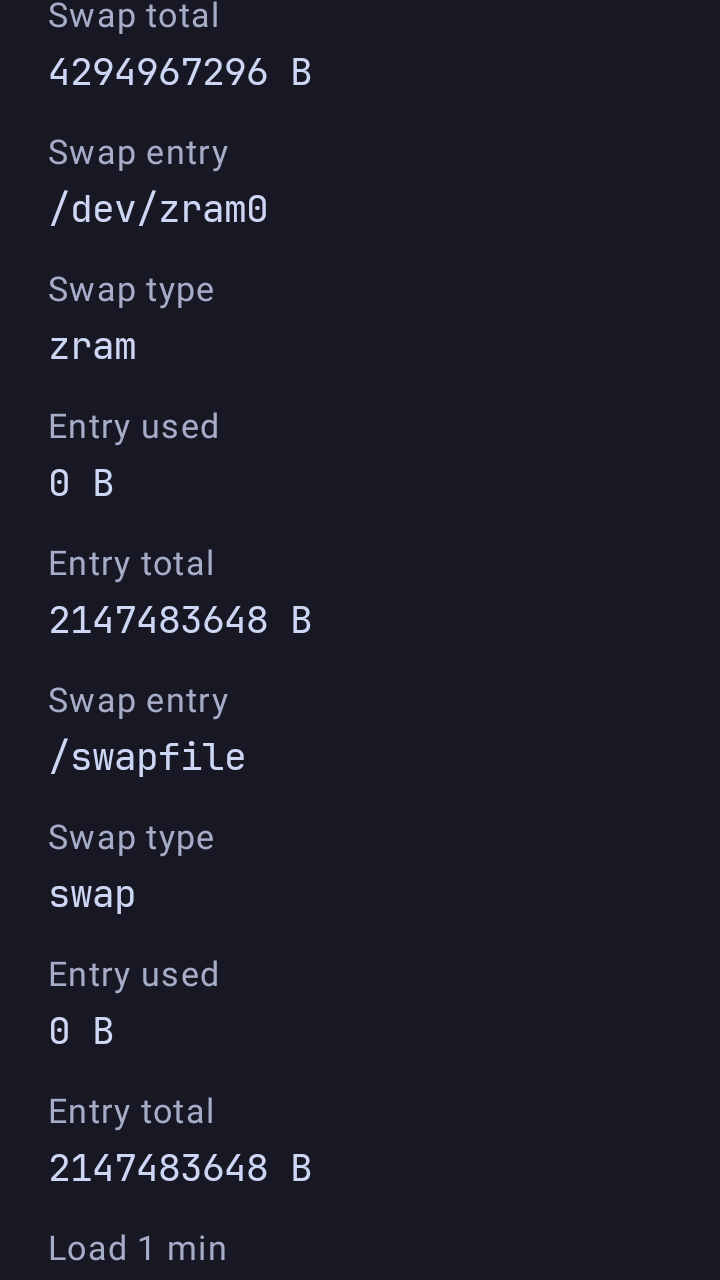 Swap total
4294967296 B
Swap entry
/dev/zram0
Swap type
zram
Entry used
0 B
Entry total
2147483648 B
Swap entry
/swapfile
Swap type
swap
Entry used
0 B
Entry total
2147483648 B
Load 1 min